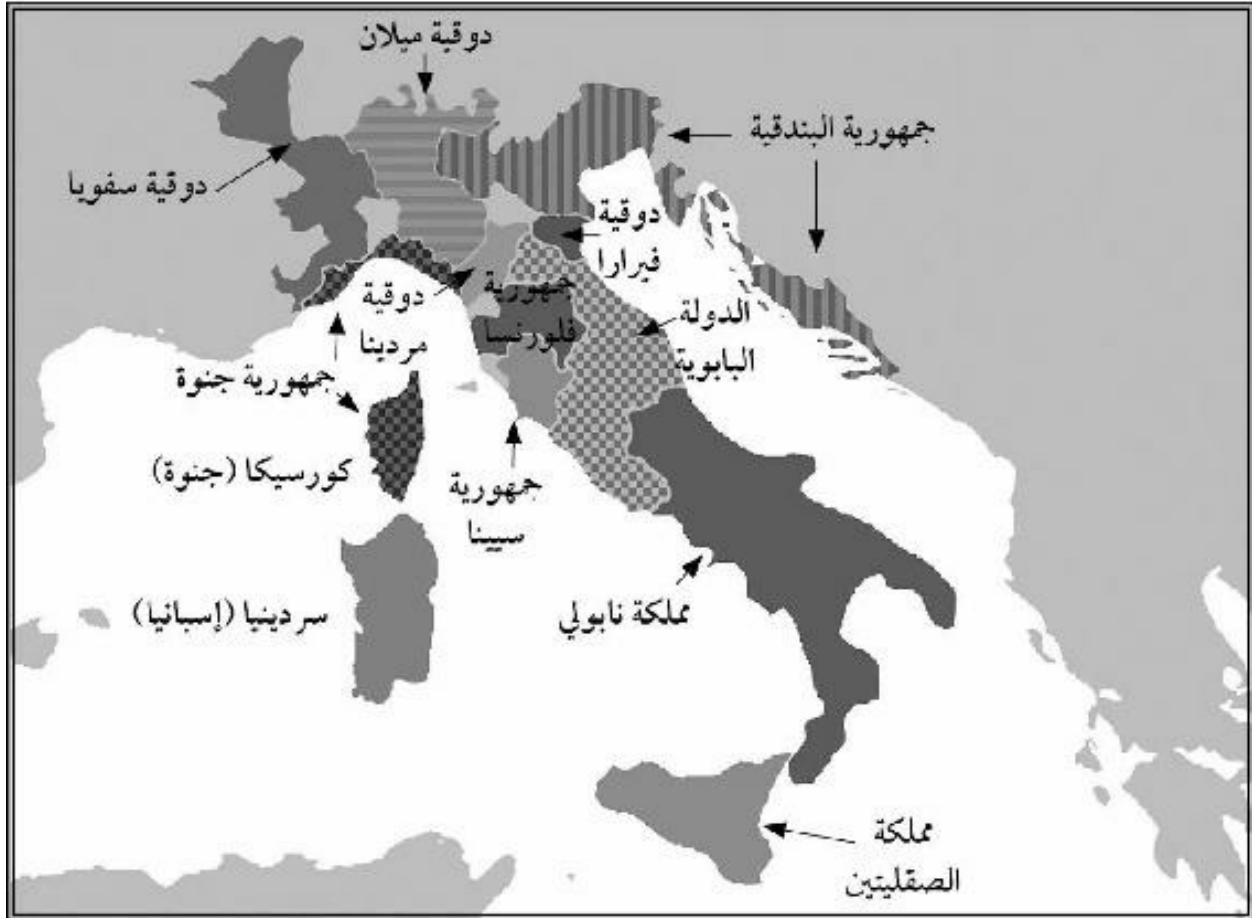 دوقية ميلان
جمهورية البندقية
دوقية سفويا
دوقية
فيرارا
جمهورية
فلورنسا
دوقية
مردينا
الدولة
البابوية
جمهورية جنوة
كورسيكا (جنوة)
جمهورية
سيينا
سردينيا (إسبانيا)
مملكة نابولي
مملكة
الصقليتين